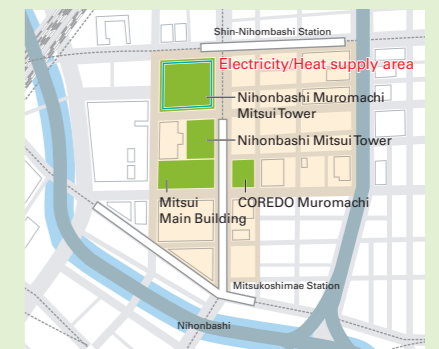 Shin-Nihombashi Station
Electricity/Heat supply area
Nihonbashi Muromachi
Mitsui Tower
Nihonbashi Mitsui Tower
Mitsui
Main Building
COREDO Muromachi
Mitsukoshimae Station
Nihonbashi